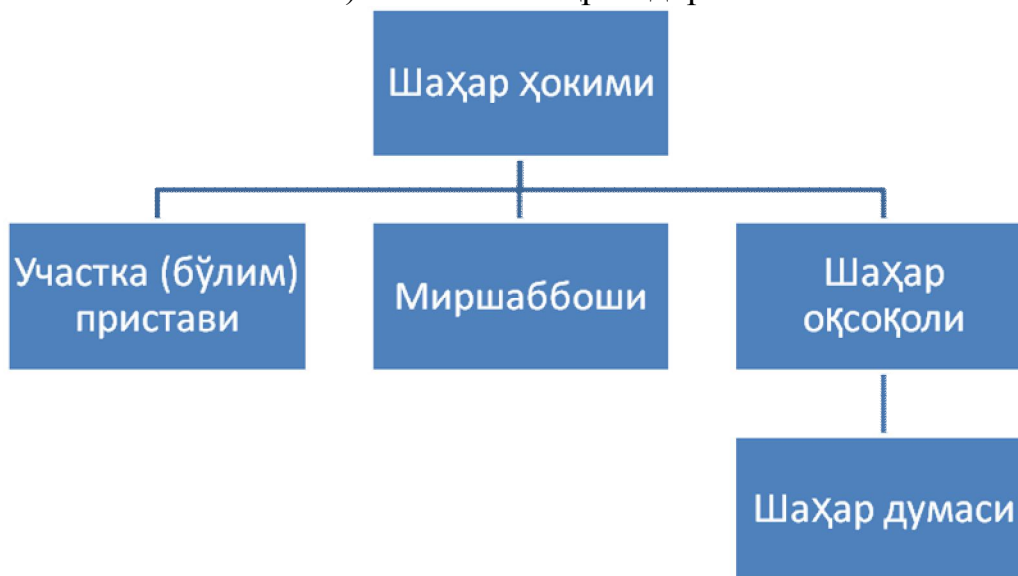 Шаҳар ҳокими
Участка (бўлим)
пристави
Миршаббоши
Шаҳар
оқсоқоли
Шаҳар думаси